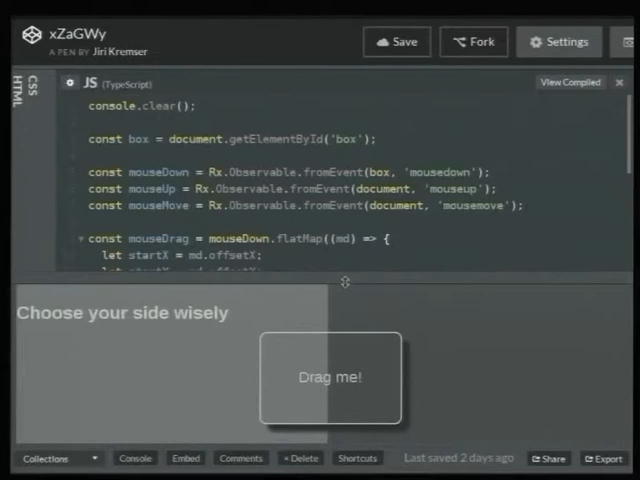 xZaGWy
A PEN BY Jiri Kremser
Save
Fork
Settings
HTML
CSS
JS (TypeScript)
View Compiled
console.clear();
const box = document.getElementById('box');
const mouseDown = Rx.Observable.fromEvent(box, 'mousedown');
const mouseUp = Rx.Observable.fromEvent(document, 'mouseup');
const mouseMove = Rx.Observable.fromEvent(document, 'mousemove');
const mouseDrag = mouseDown.flatMap((md) => {
let startX = md.offsetX;
Choose your side wisely
Drag me!
Collections
Console
Embed
Comments
× Delete
Shortcuts
Last saved 2 days ago
Share
Export